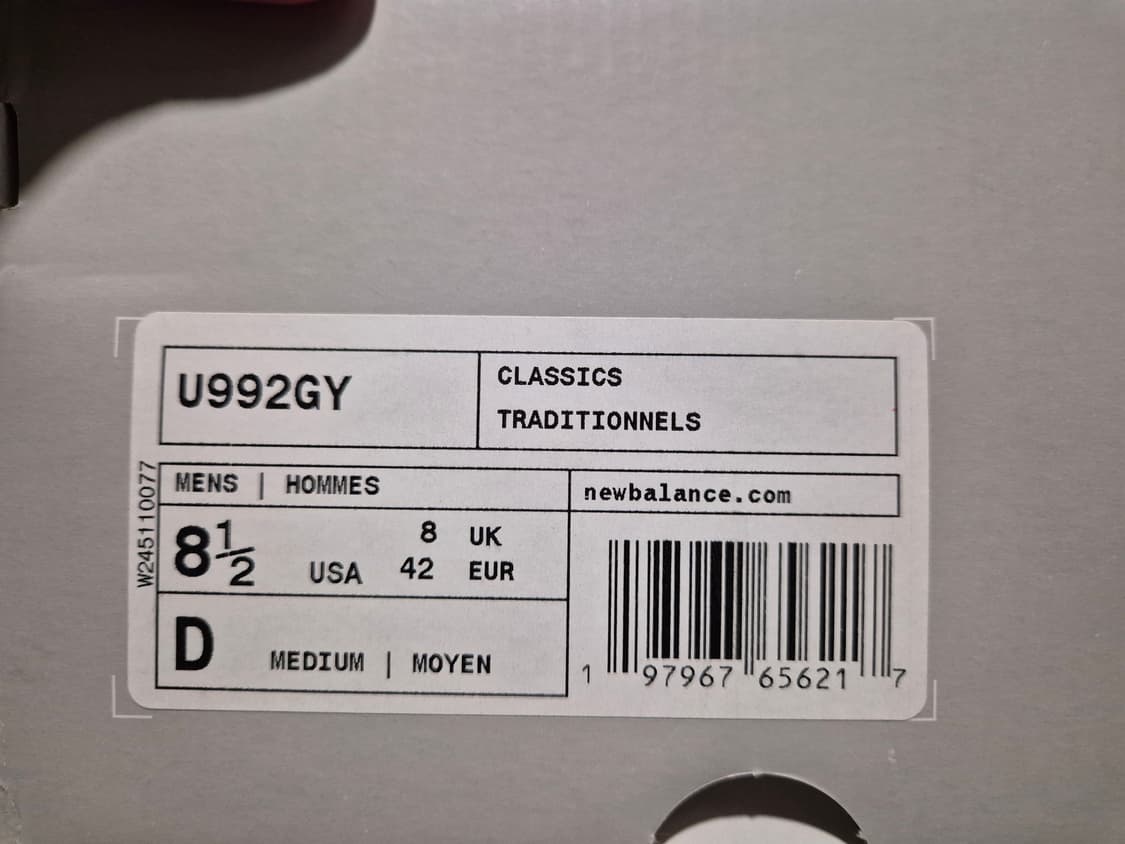 U992GY
CLASSICS
TRADITIONNELS
W245110077
MENS | HOMMES
newbalance.com
8½ USA
8 UK
42 EUR
D MEDIUM | MOYEN
1 97967 65621 7